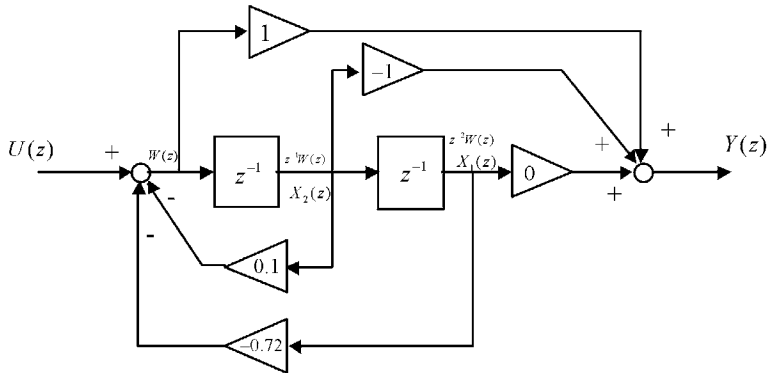 1
−1
U(z)
+
W(z)
z⁻¹
z⁻¹W(z)
X₂(z)
z⁻¹
z⁻²W(z)
X₁(z)
0
+
+
+
Y(z)
-
-
0.1
−0.72